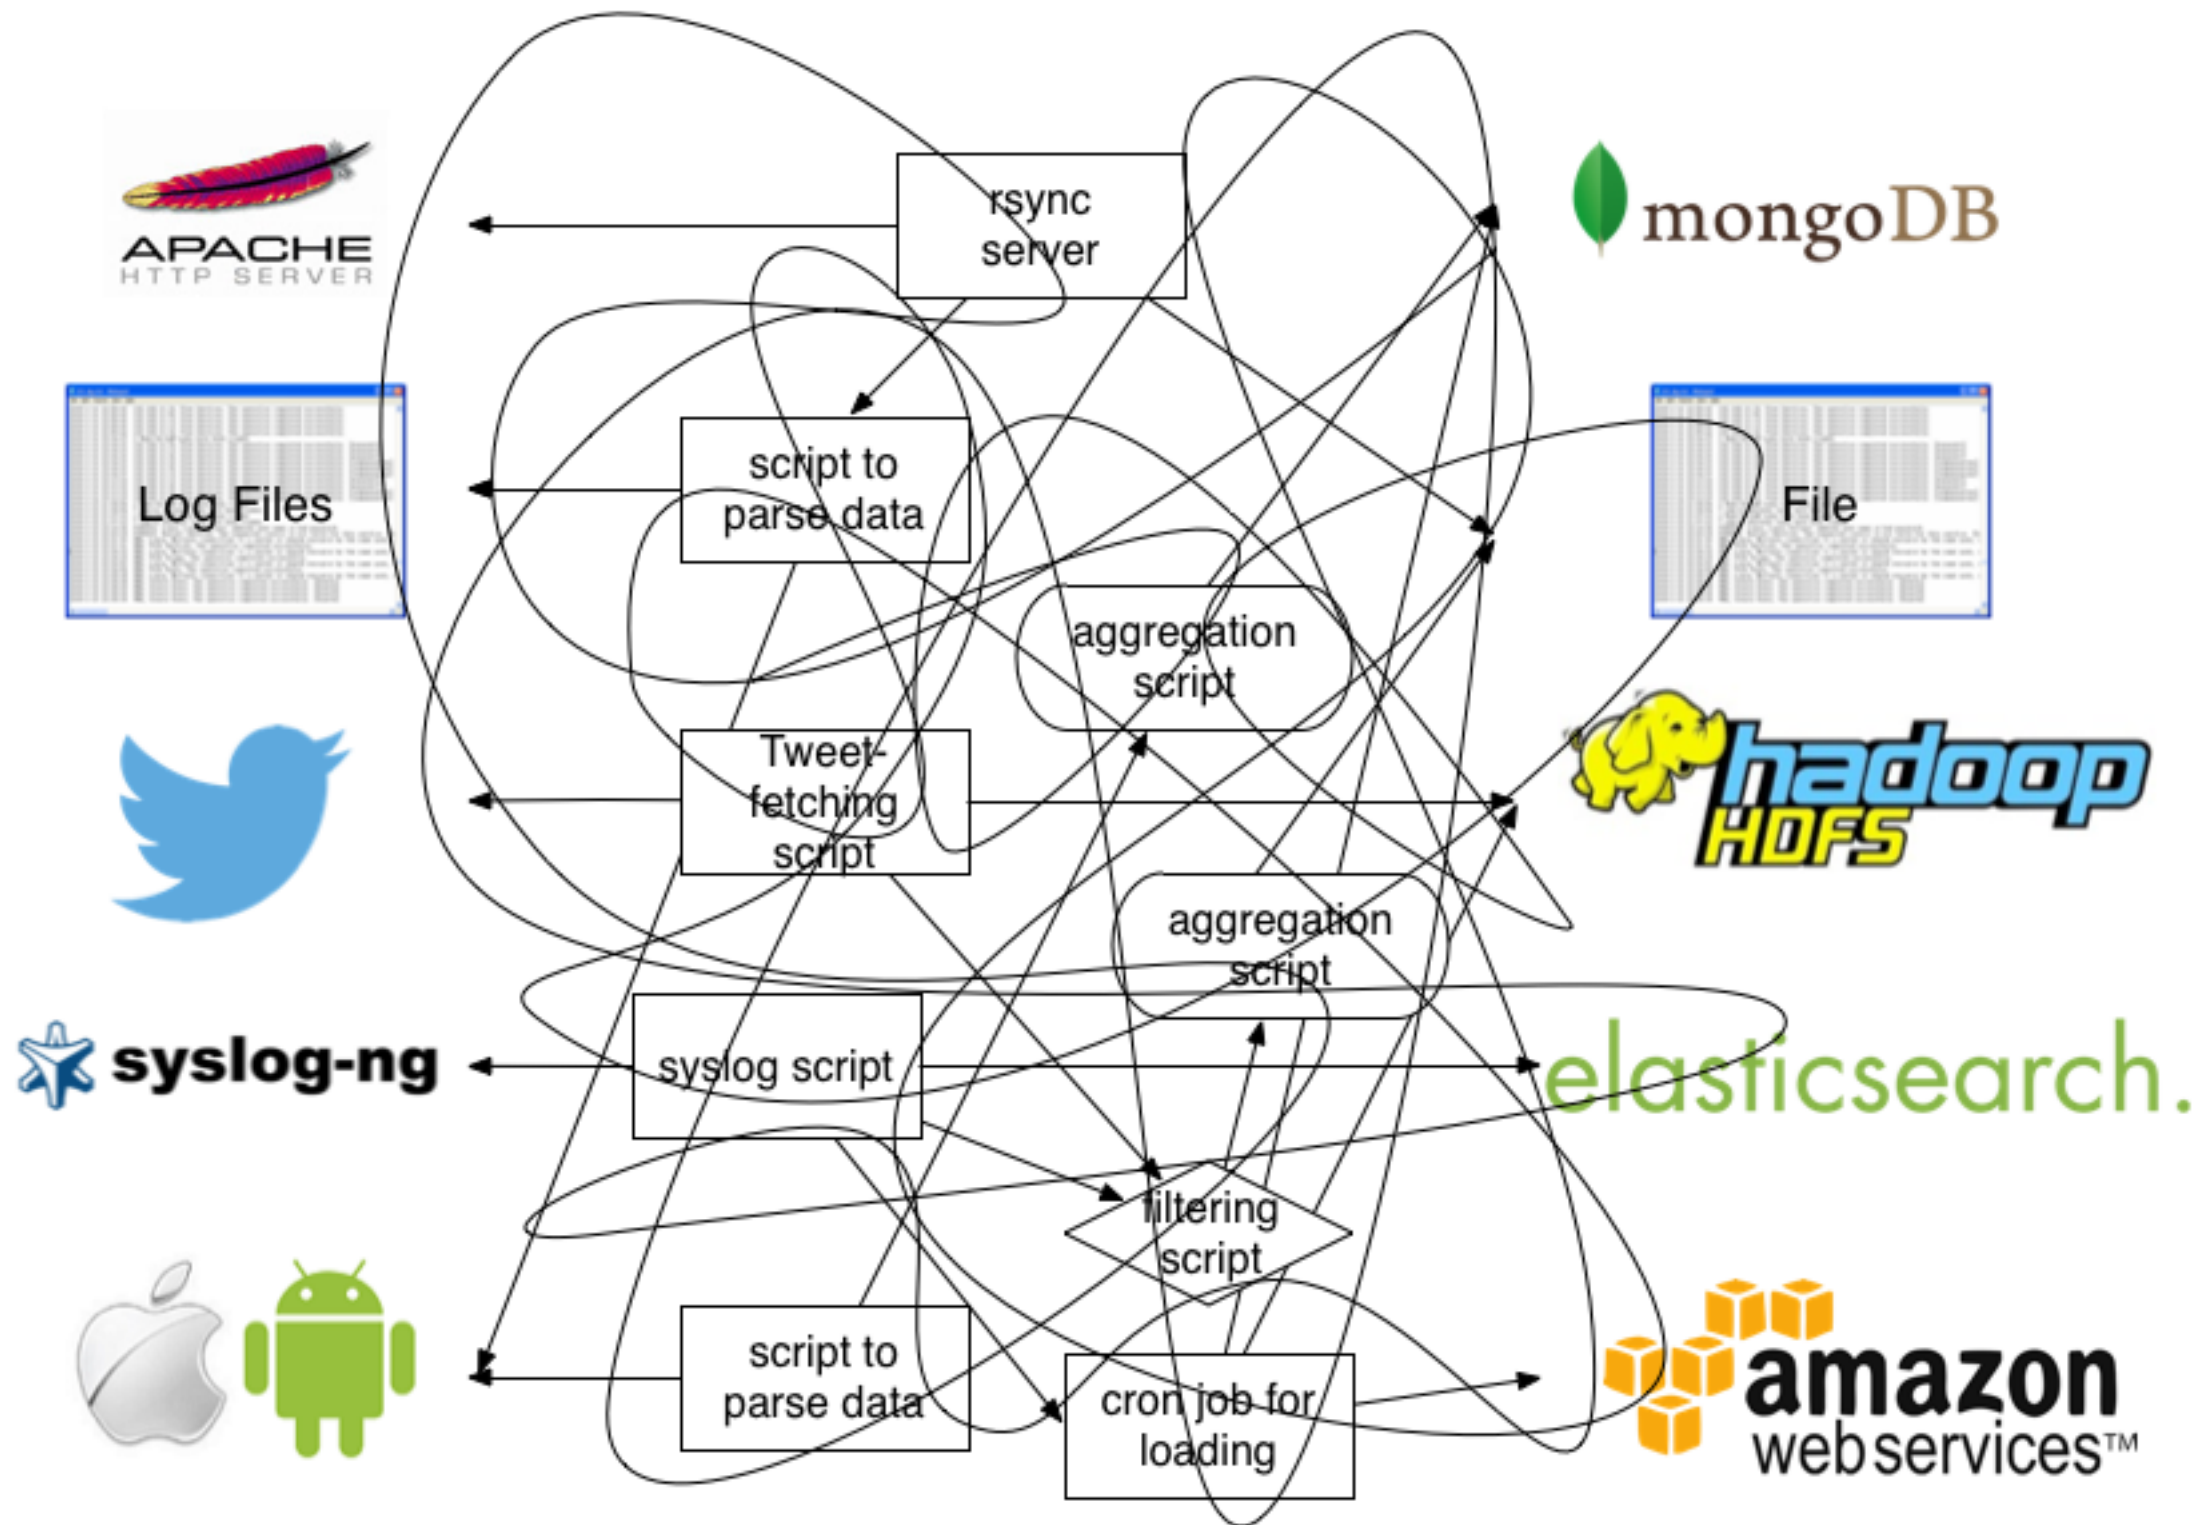 APACHE
HTTP SERVER
Log Files
syslog-ng
rsync
server
script to
parse data
Tweet-
fetching
script
syslog script
script to
parse data
aggregation
script
aggregation
script
filtering
script
cron job for
loading
mongoDB
File
hadoop
HDFS
elasticsearch.
amazon
webservices™